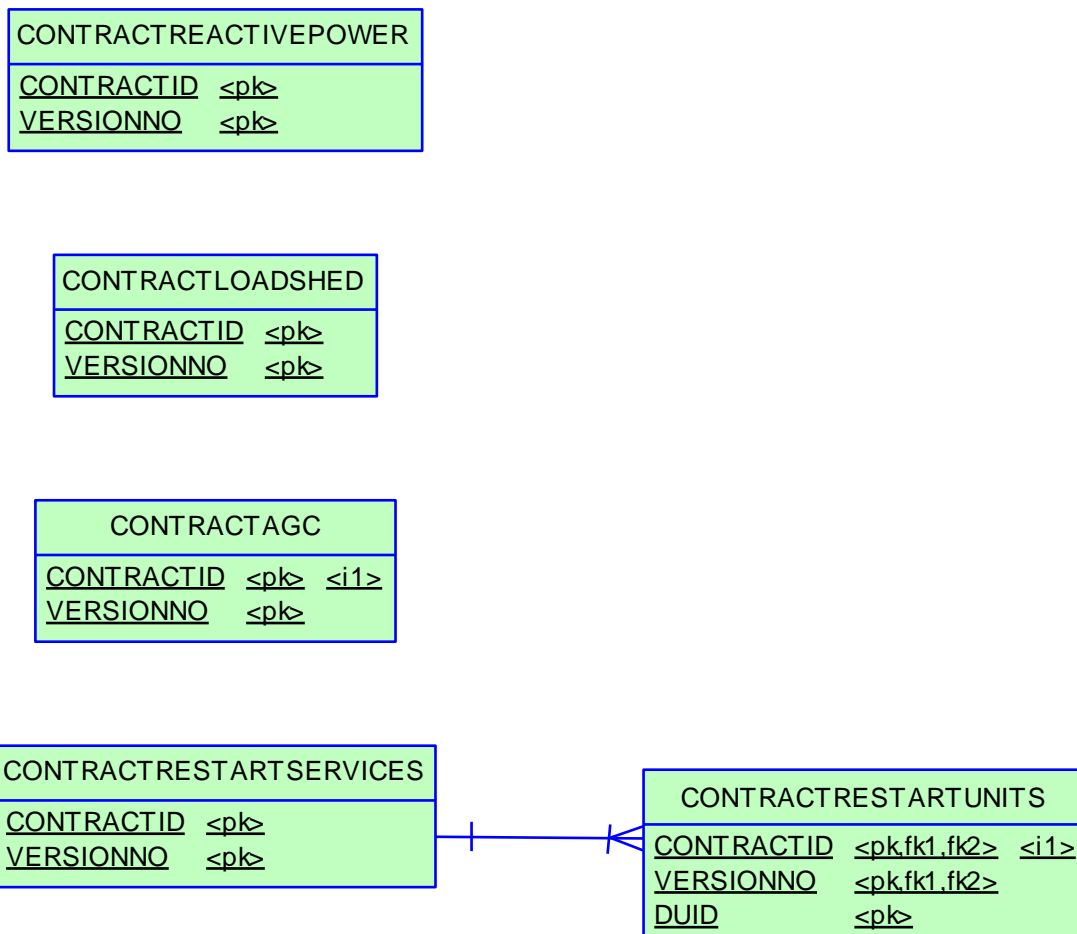 CONTRACTREACTIVEPOWER
CONTRACTID <pk>
VERSIONNO <pk>
CONTRACTLOADSHED
CONTRACTID <pk>
VERSIONNO <pk>
CONTRACTAGC
CONTRACTID <pk> <i1>
VERSIONNO <pk>
CONTRACTRESTARTSERVICES
CONTRACTID <pk>
VERSIONNO <pk>
CONTRACTRESTARTUNITS
CONTRACTID <pk,fk1,fk2> <i1>
VERSIONNO <pk,fk1,fk2>
DUID <pk>